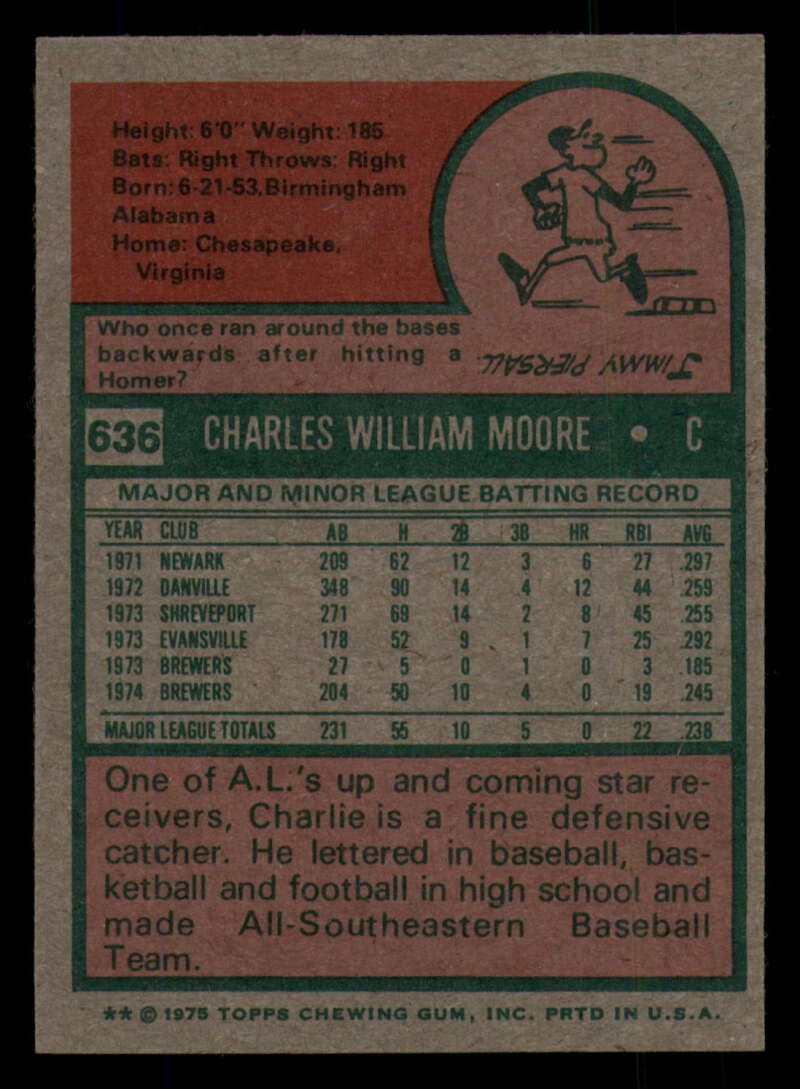 Height: 6'0" Weight: 185
Bats: Right Throws: Right
Born: 6-21-53, Birmingham
Alabama
Home: Chesapeake,
Virginia
Who once ran around the bases
backwards after hitting a
Homer?
JIMMY PIERSALL.
636 CHARLES WILLIAM MOORE • C
MAJOR AND MINOR LEAGUE BATTING RECORD
YEAR CLUB AB H 2B 3B HR RBI AVG
1971 NEWARK 209 62 12 3 6 27 .297
1972 DANVILLE 348 90 14 4 12 44 .259
1973 SHREVEPORT 271 69 14 2 8 45 .255
1973 EVANSVILLE 178 52 9 1 7 25 .292
1973 BREWERS 27 5 0 1 0 3 .185
1974 BREWERS 204 50 10 4 0 19 .245
MAJOR LEAGUE TOTALS 231 55 10 5 0 22 .238
One of A.L.'s up and coming star re-
ceivers, Charlie is a fine defensive
catcher. He lettered in baseball, bas-
ketball and football in high school and
made All-Southeastern Baseball
Team.
** © 1975 TOPPS CHEWING GUM, INC. PRTD IN U.S.A.